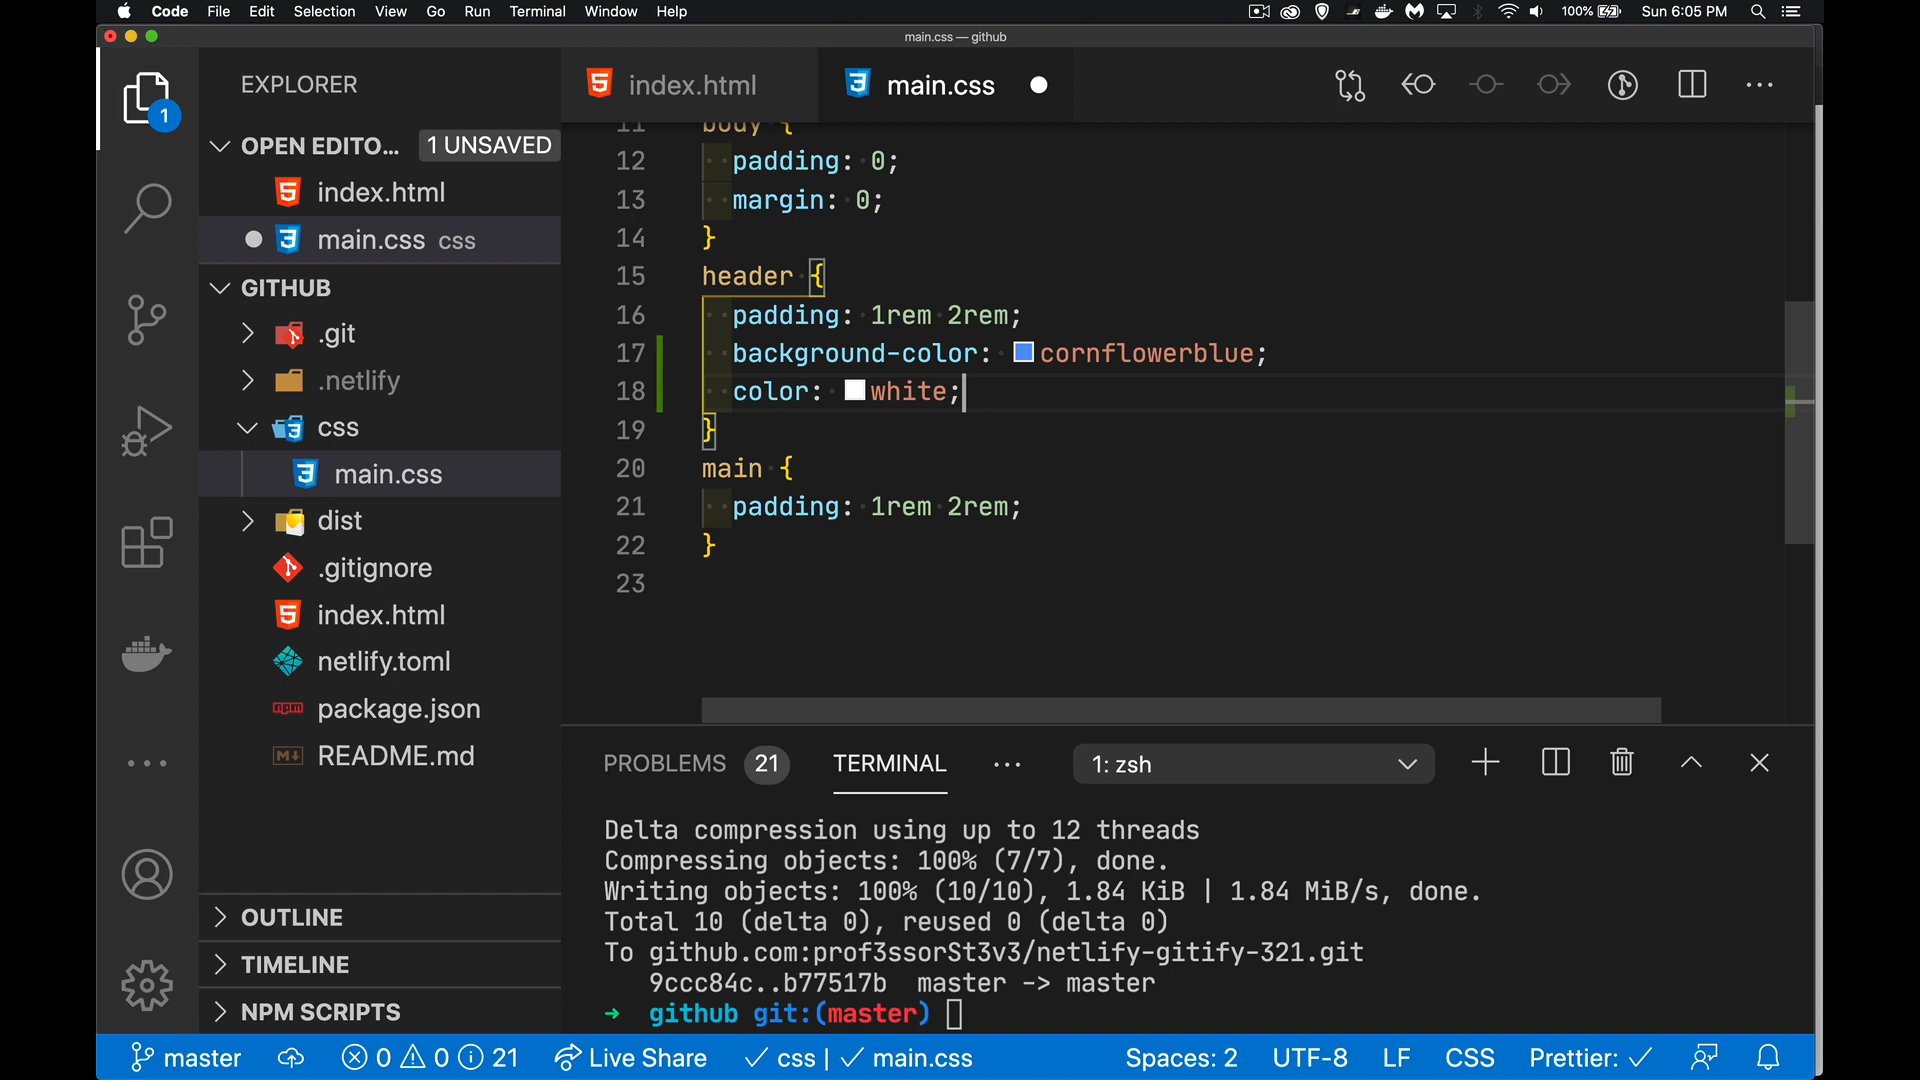 Code File Edit Selection View Go Run Terminal Window Help 100% Sun 6:05 PM
main.css — github
EXPLORER
OPEN EDITO... 1 UNSAVED
index.html
main.css css
GITHUB
.git
.netlify
css
main.css
dist
.gitignore
index.html
netlify.toml
package.json
README.md
OUTLINE
TIMELINE
NPM SCRIPTS
1
index.html main.css
11 body {
12 padding: 0;
13 margin: 0;
14 }
15 header {
16 padding: 1rem 2rem;
17 background-color: cornflowerblue;
18 color: white;
19 }
20 main {
21 padding: 1rem 2rem;
22 }
23
PROBLEMS 21 TERMINAL ... 1: zsh
Delta compression using up to 12 threads
Compressing objects: 100% (7/7), done.
Writing objects: 100% (10/10), 1.84 KiB | 1.84 MiB/s, done.
Total 10 (delta 0), reused 0 (delta 0)
To github.com:prof3ssorSt3v3/netlify-gitify-321.git
9ccc84c..b77517b master -> master
→ github git:(master)
master 0 0 21 Live Share ✓ css | ✓ main.css Spaces: 2 UTF-8 LF CSS Prettier: ✓